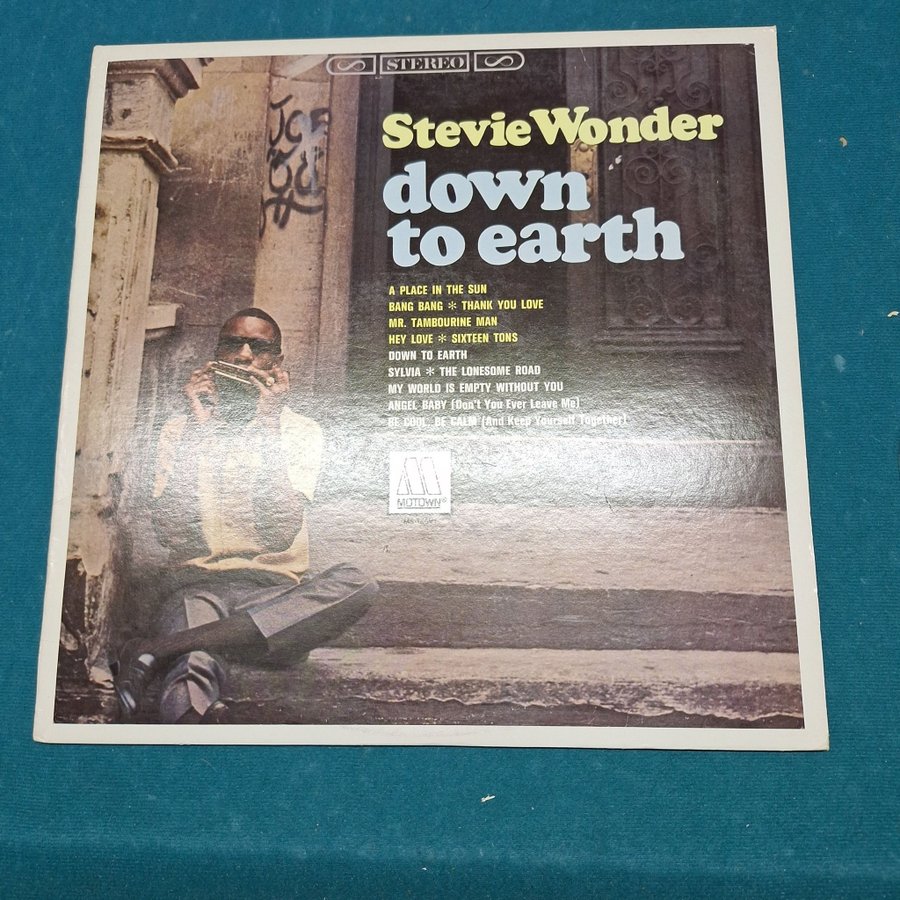 STEREO
Stevie Wonder
down
to earth
A PLACE IN THE SUN
BANG BANG * THANK YOU LOVE
MR. TAMBOURINE MAN
HEY LOVE * SIXTEEN TONS
DOWN TO EARTH
SYLVIA * THE LONESOME ROAD
MY WORLD IS EMPTY WITHOUT YOU
ANGEL BABY (Don't You Ever Leave Me)
BE COOL, BE CALM (And Keep Yourself Together)
MOTOWN®
JOE